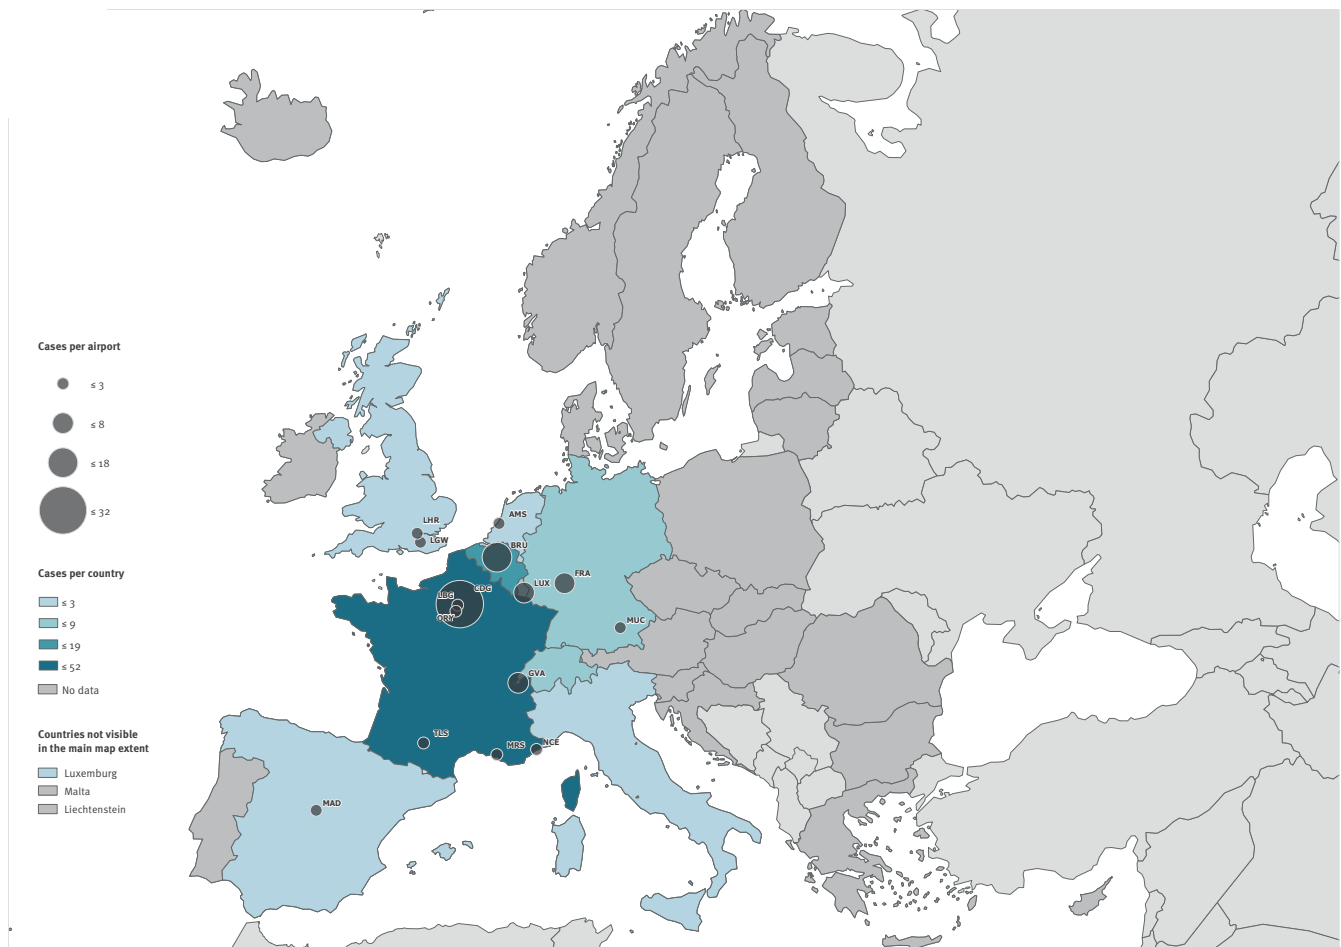 Cases per airport
≤ 3
≤ 8
≤ 18
≤ 32
Cases per country
≤ 3
≤ 9
≤ 19
≤ 52
No data
Countries not visible
in the main map extent
Luxemburg
Malta
Liechtenstein
LHR
LGW
AMS
BRU
LUX
FRA
LBG
CDG
ORY
MUC
GVA
TLS
MRS
NCE
MAD